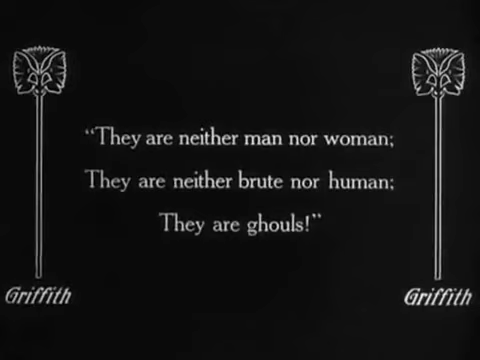 "They are neither man nor woman;
They are neither brute nor human;
They are ghouls!"
Griffith
Griffith